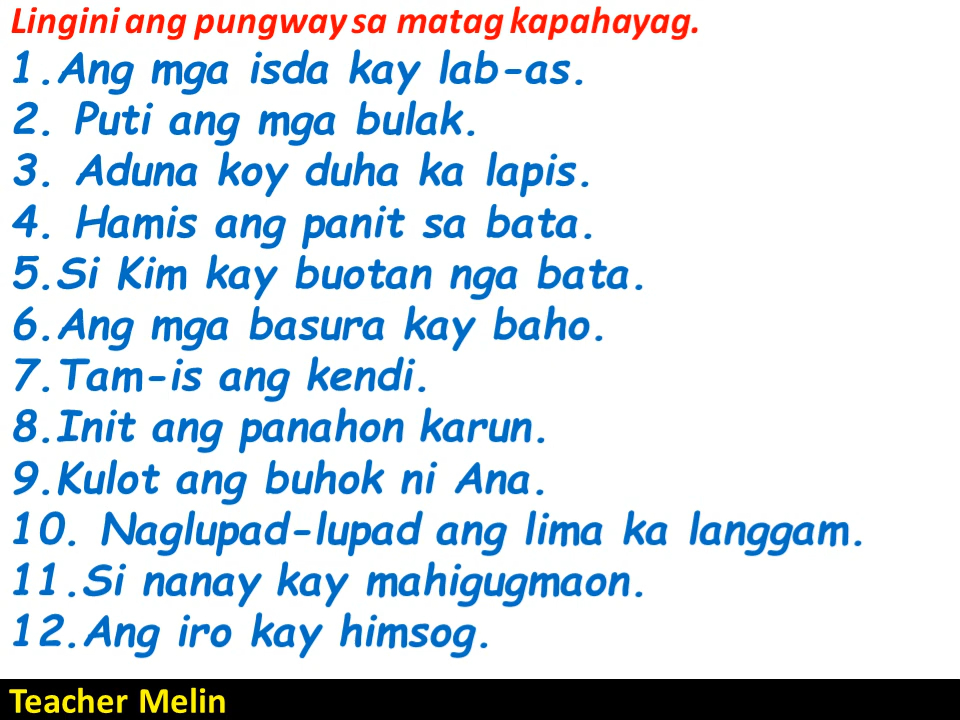 Lingini ang pungway sa matag kapahayag.
1.Ang mga isda kay lab-as.
2. Puti ang mga bulak.
3. Aduna koy duha ka lapis.
4. Hamis ang panit sa bata.
5.Si Kim kay buotan nga bata.
6.Ang mga basura kay baho.
7.Tam-is ang kendi.
8.Init ang panahon karun.
9.Kulot ang buhok ni Ana.
10. Naglupad-lupad ang lima ka langgam.
11.Si nanay kay mahigugmaon.
12.Ang iro kay himsog.
Teacher Melin